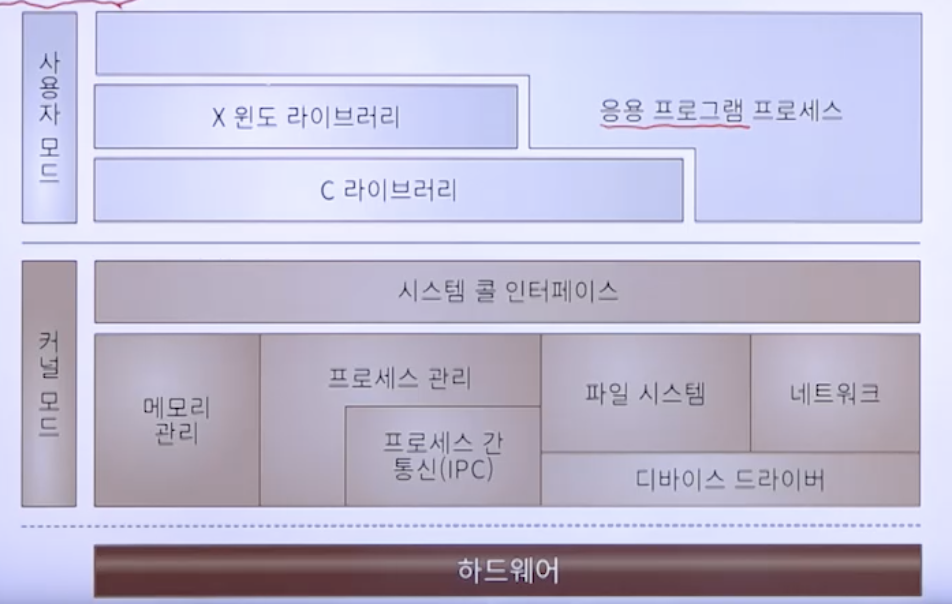 사용자 모드
X 윈도 라이브러리
응용 프로그램 프로세스
C 라이브러리
커널 모드
시스템 콜 인터페이스
메모리
관리
프로세스 관리
프로세스 간
통신(IPC)
파일 시스템
네트워크
디바이스 드라이버
하드웨어